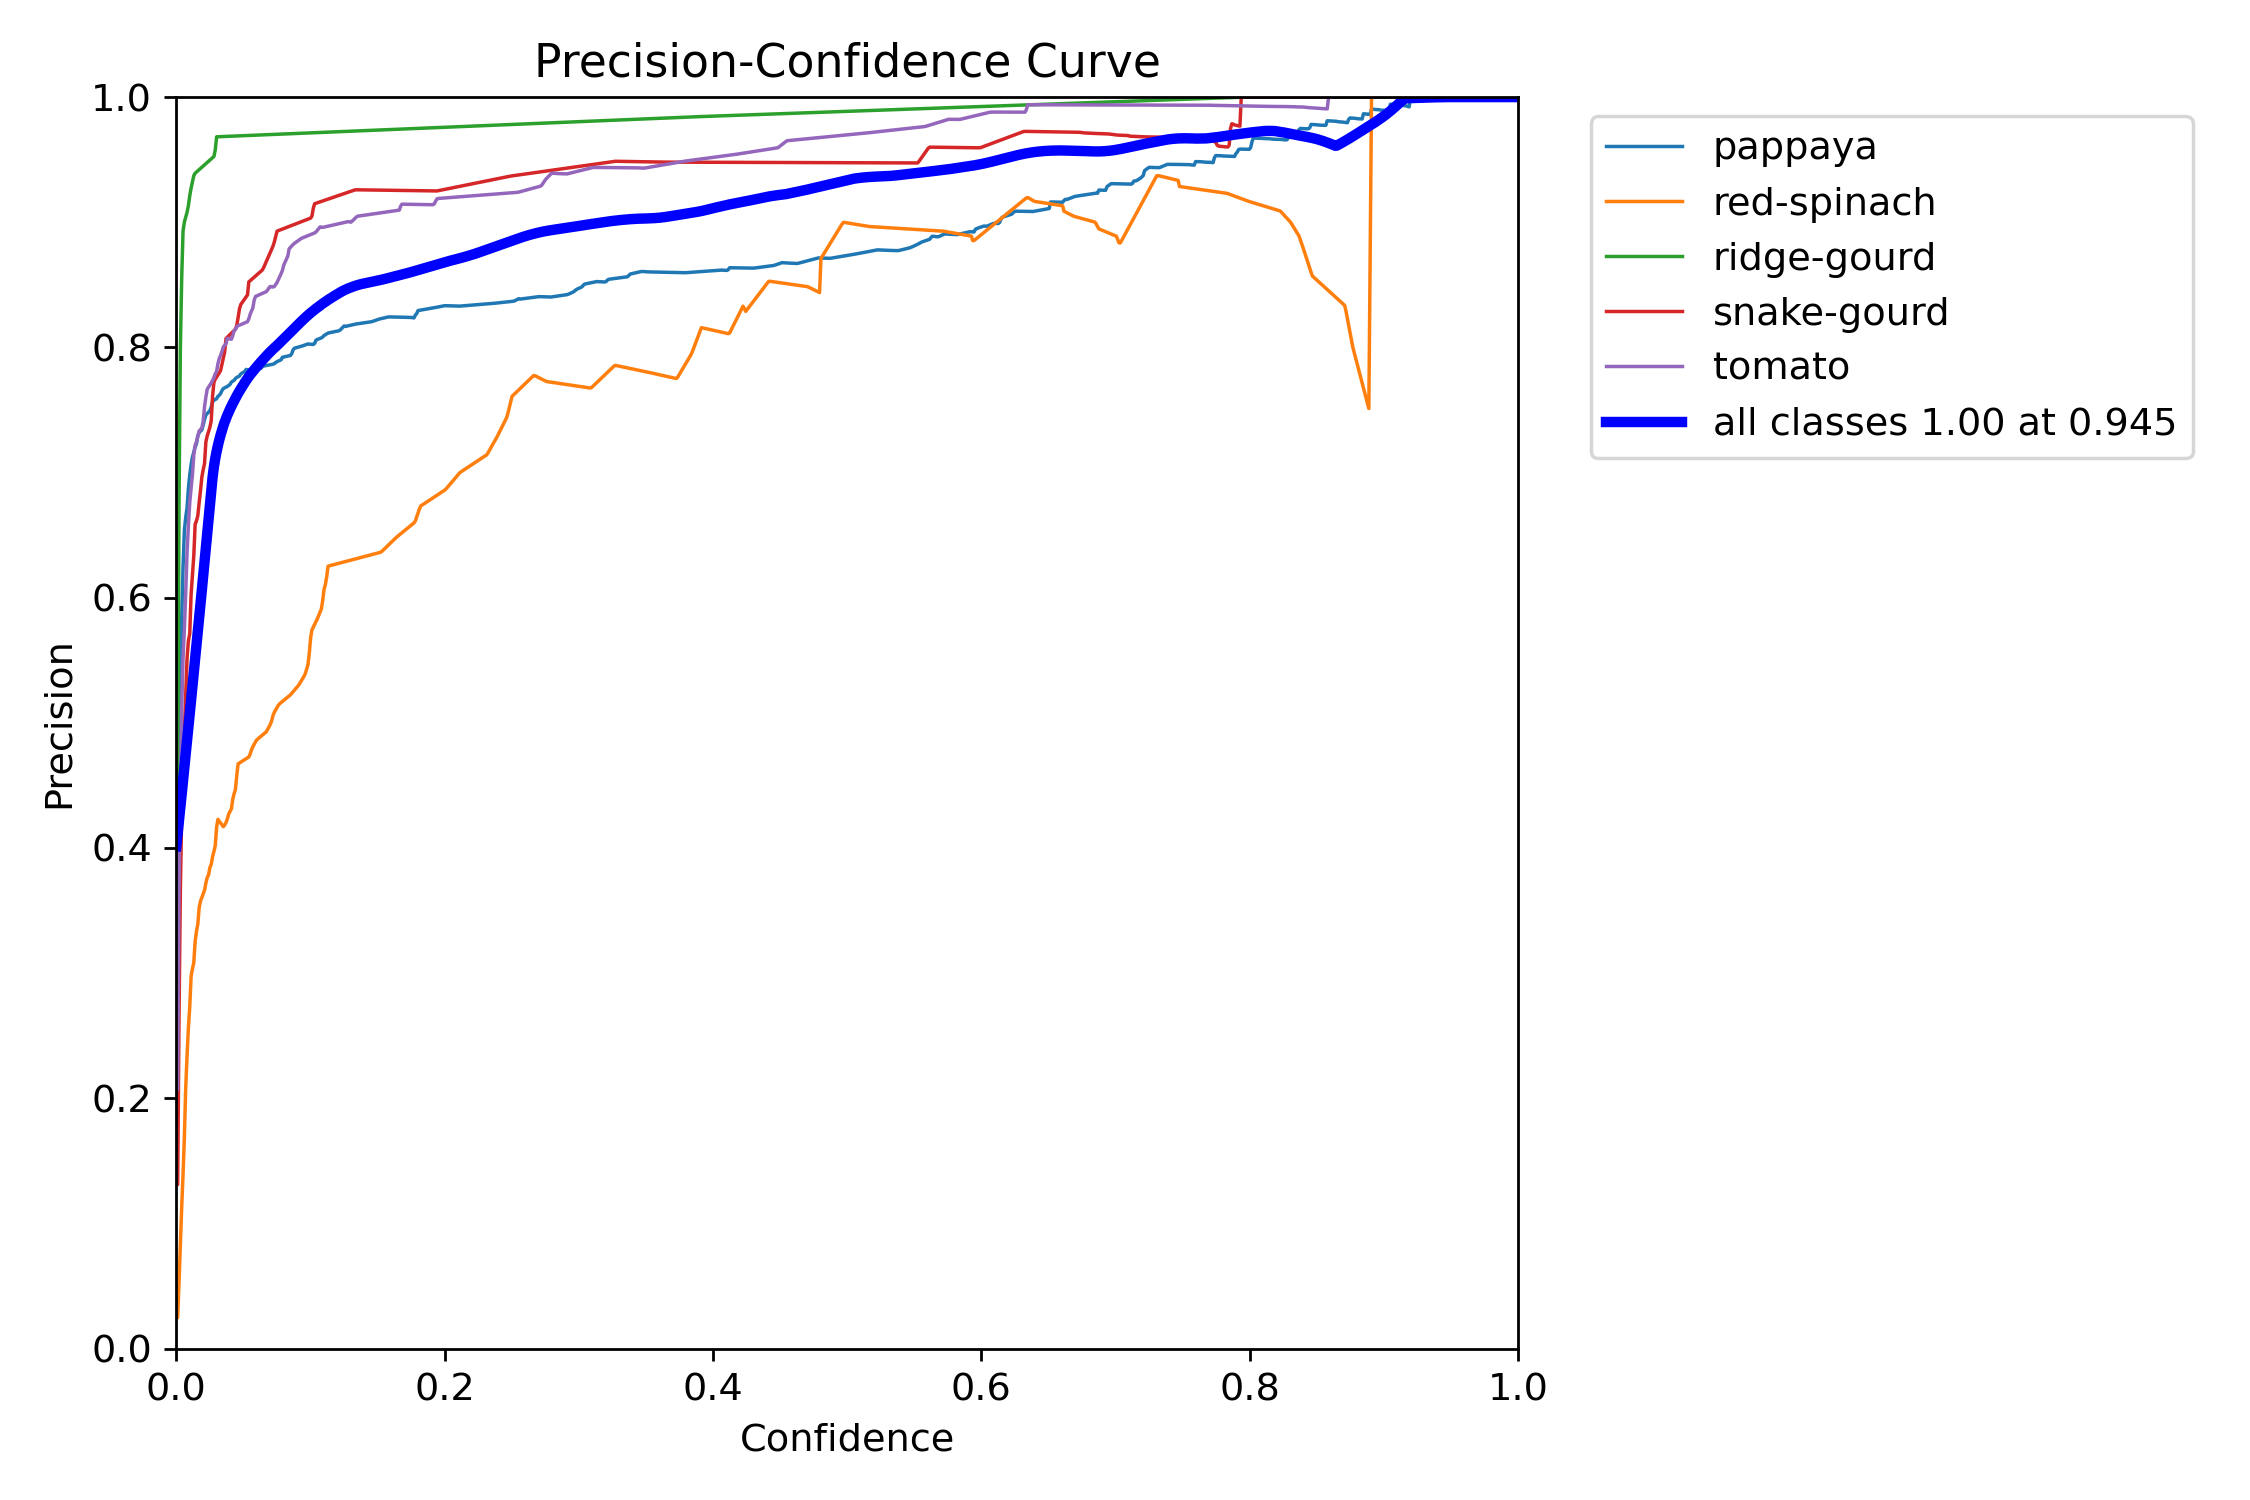 Precision-Confidence Curve
1.0
0.8
0.6
0.4
0.2
0.0
Precision
0.0 0.2 0.4 0.6 0.8 1.0
Confidence
pappaya
red-spinach
ridge-gourd
snake-gourd
tomato
all classes 1.00 at 0.945